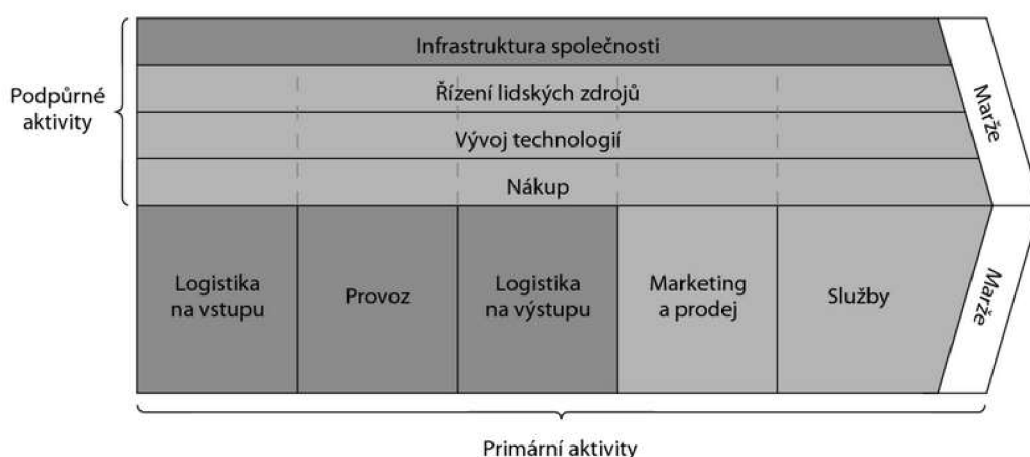 Infrastruktura společnosti
Podpůrné
aktivity
Řízení lidských zdrojů
Vývoj technologií
Nákup
Marže
Logistika
na vstupu
Provoz
Logistika
na výstupu
Marketing
a prodej
Služby
Marže
Primární aktivity